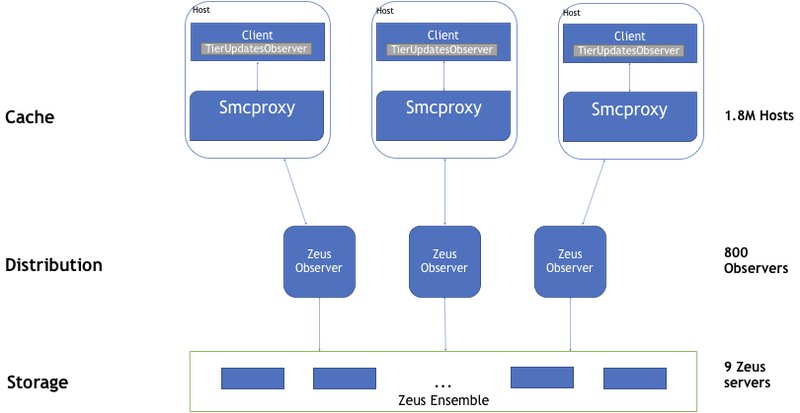 Host
Host
Host
Client
TierUpdatesObserver
Client
TierUpdatesObserver
Client
TierUpdatesObserver
Cache
Smcproxy
Smcproxy
Smcproxy
1.8M Hosts
Distribution
Zeus
Observer
Zeus
Observer
Zeus
Observer
800
Observers
Storage
...
Zeus Ensemble
9 Zeus
servers